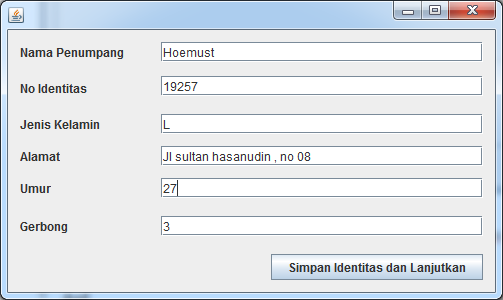 Nama Penumpang Hoemust
No Identitas 19257
Jenis Kelamin L
Alamat Jl sultan hasanudin , no 08
Umur 27
Gerbong 3
Simpan Identitas dan Lanjutkan